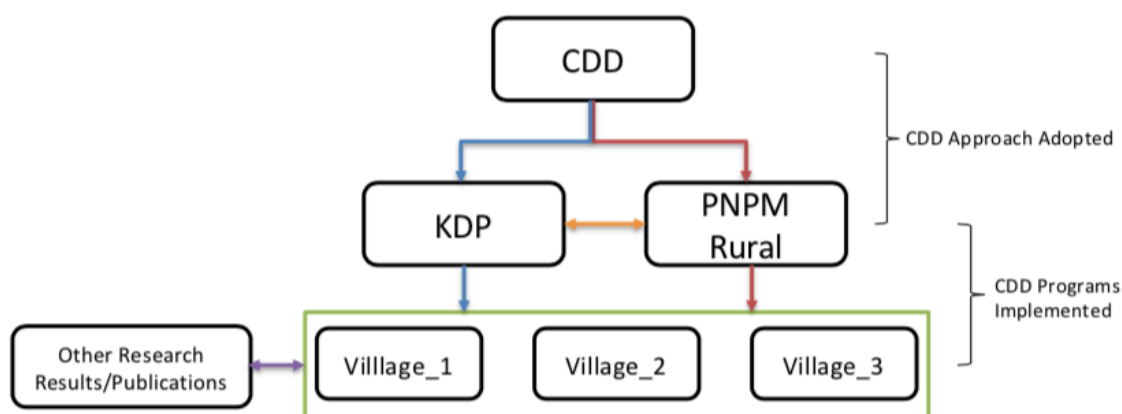 CDD
CDD Approach Adopted
KDP
PNPM
Rural
CDD Programs
Implemented
Other Research
Results/Publications
Villlage_1
Village_2
Village_3